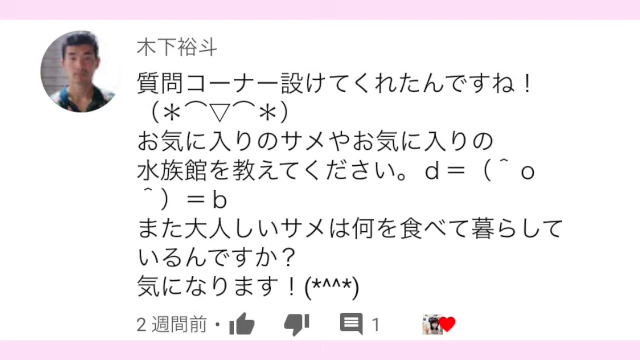 木下裕斗
質問コーナー設けてくれたんですね！
（＊⌒▽⌒＊）
お気に入りのサメやお気に入りの
水族館を教えてください。ｄ＝（＾ｏ
＾）＝ｂ
また大人しいサメは何を食べて暮らして
いるんですか？
気になります！(*^^*)
2 週間前・ 1